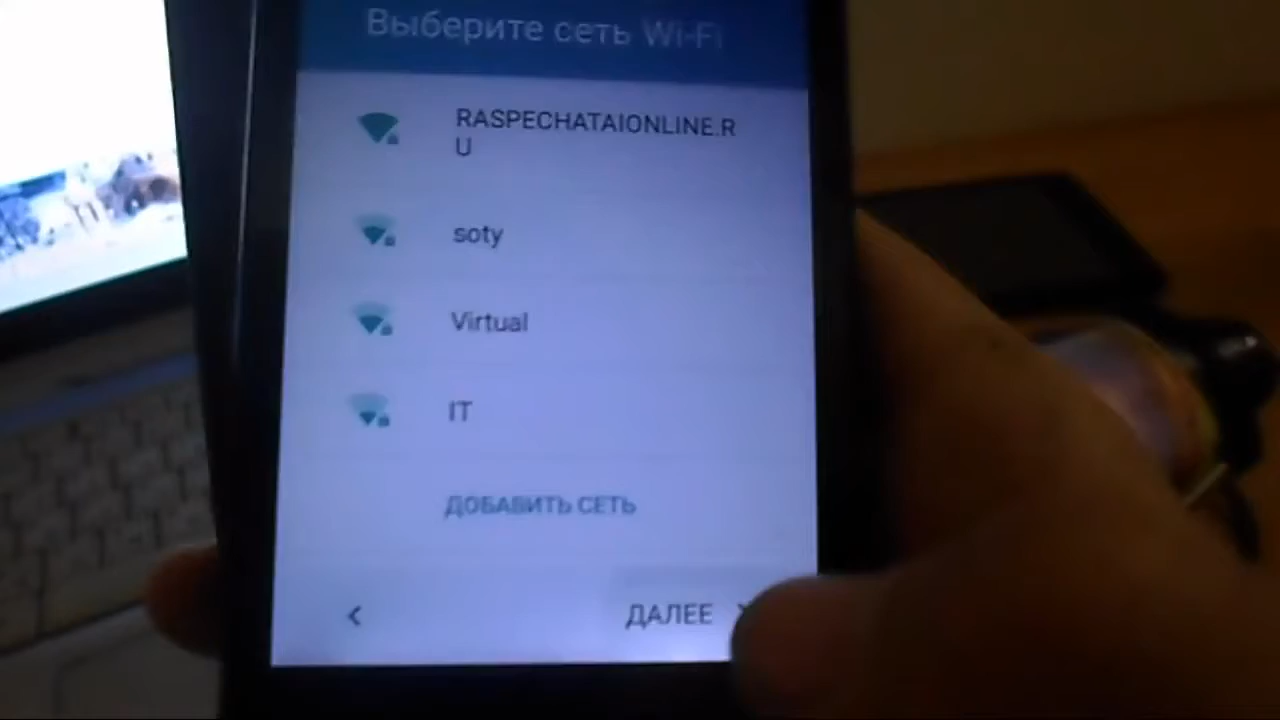 Выберите сеть Wi-Fi
RASPECHATAIONLINE.R
U
soty
Virtual
IT
ДОБАВИТЬ СЕТЬ
ДАЛЕЕ